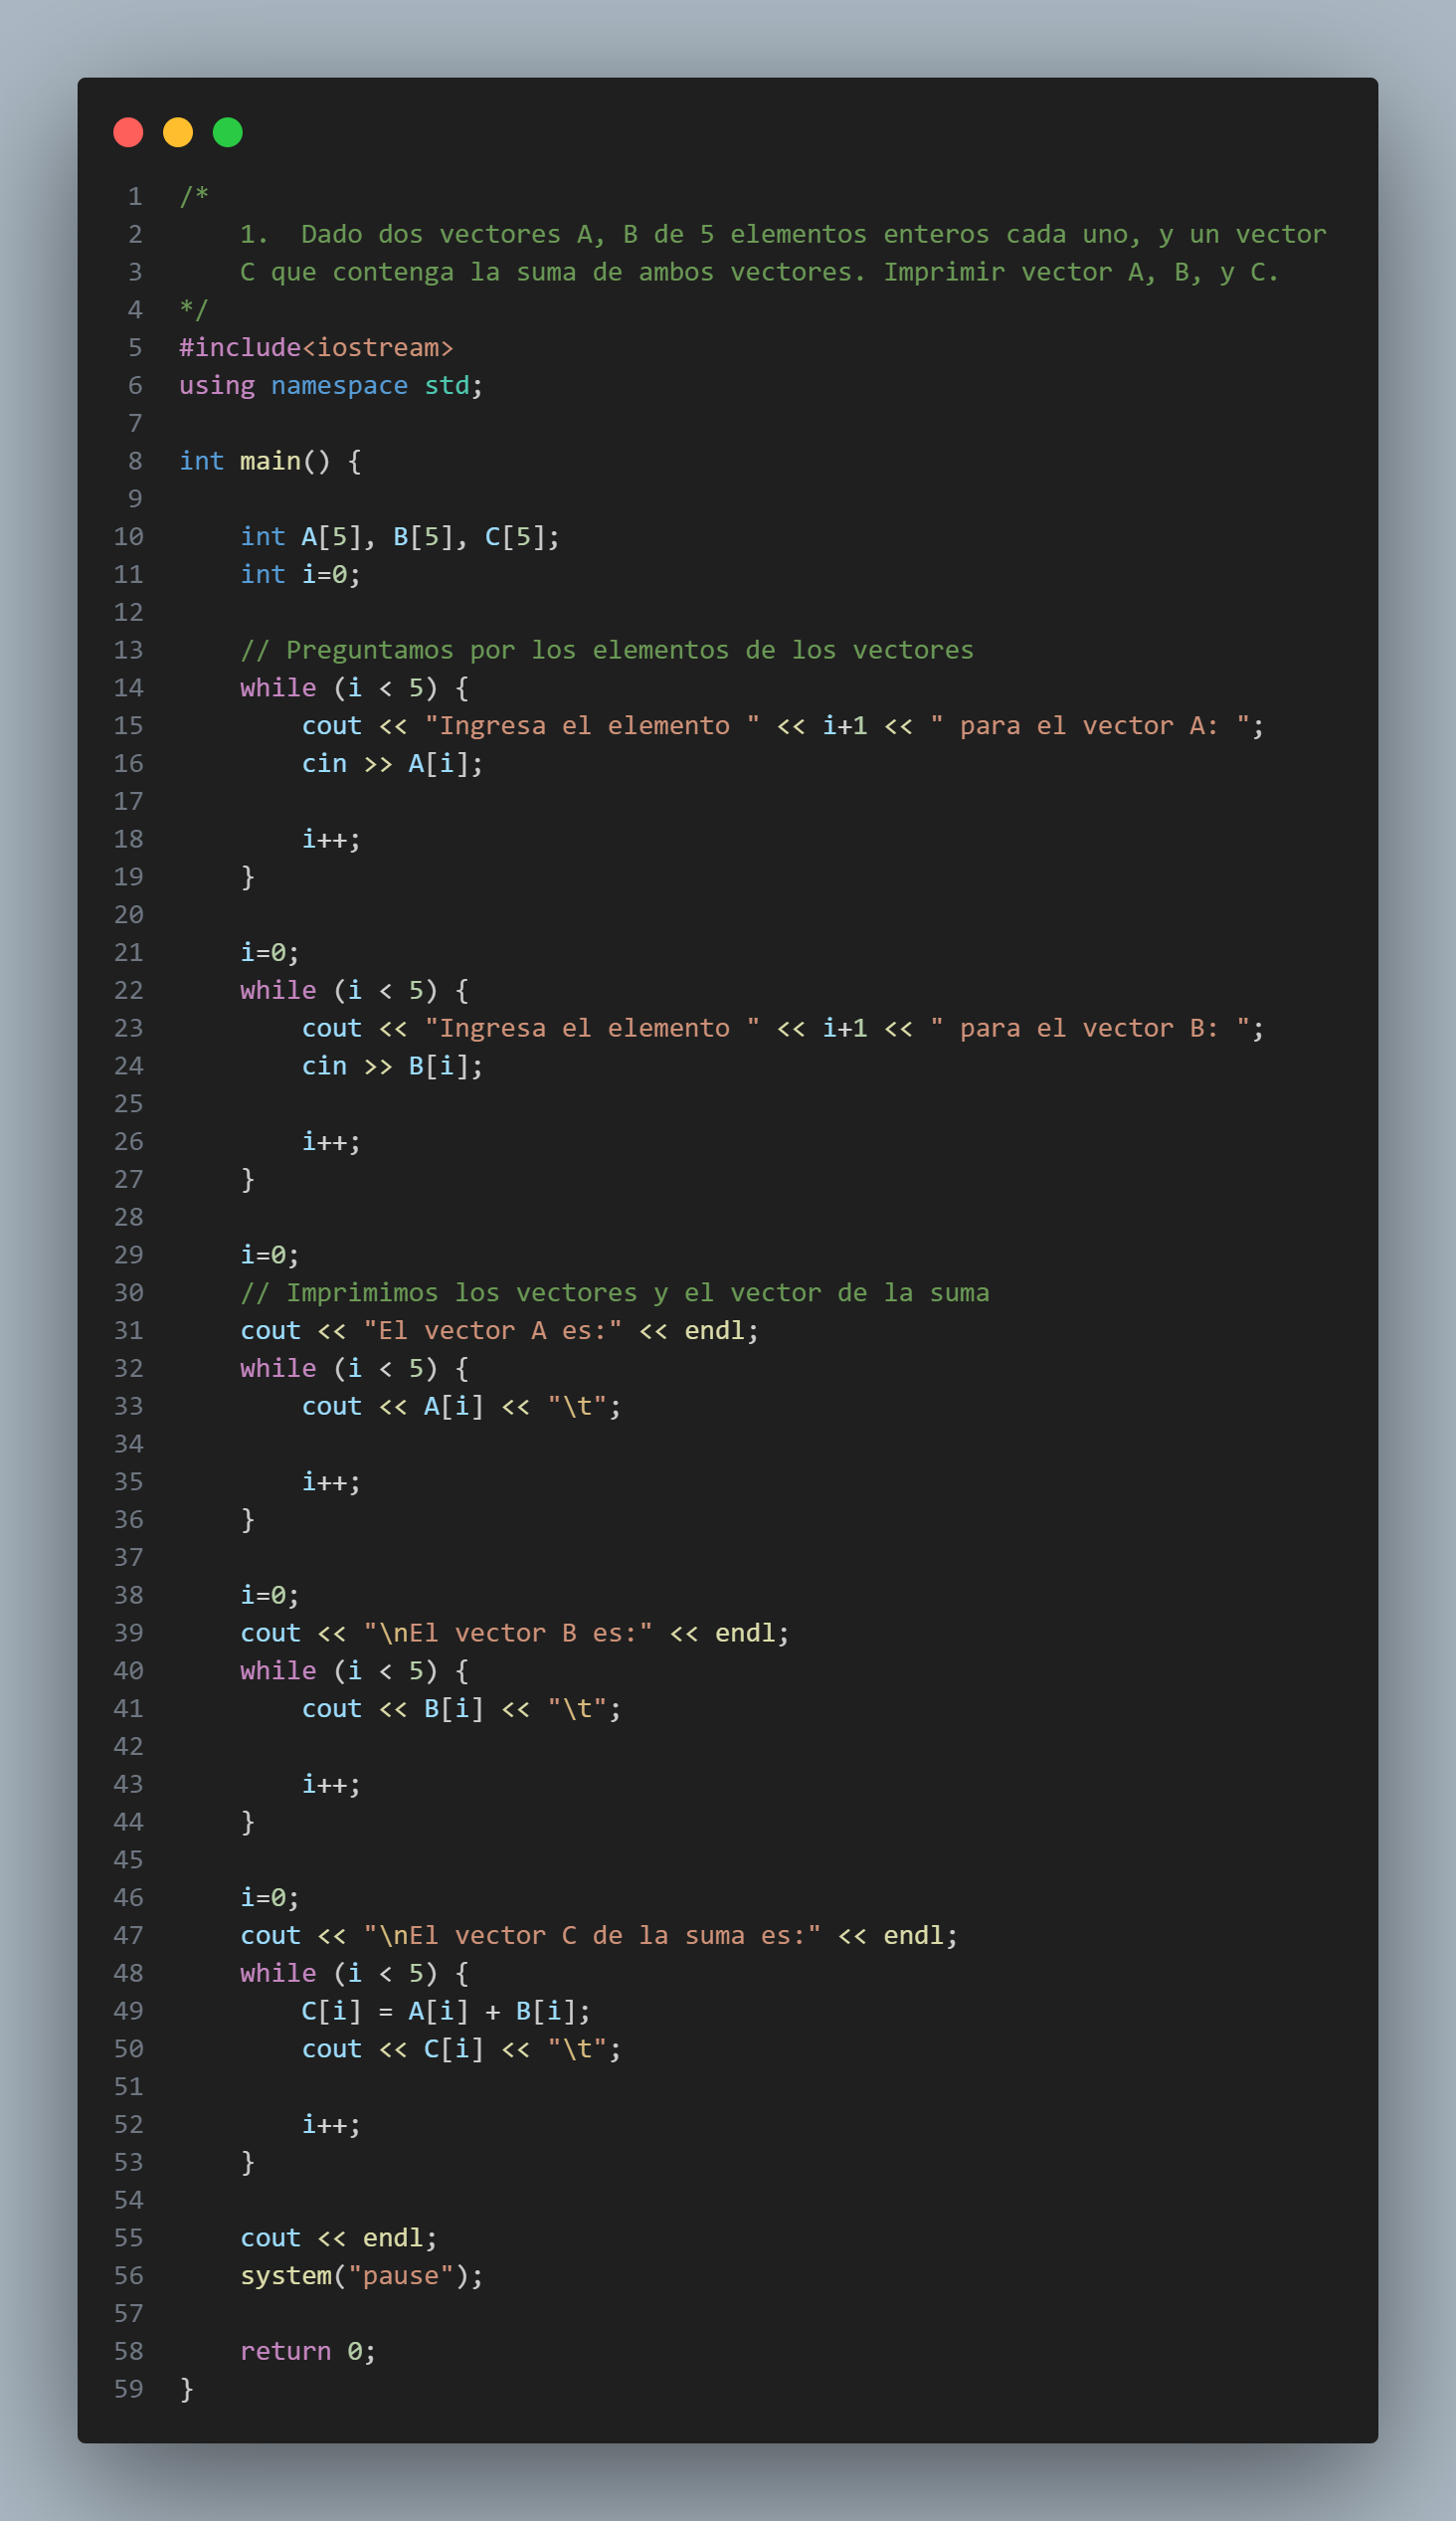 1 /*
2     1.  Dado dos vectores A, B de 5 elementos enteros cada uno, y un vector
3     C que contenga la suma de ambos vectores. Imprimir vector A, B, y C.
4 */
5 #include<iostream>
6 using namespace std;
7
8 int main() {
9
10     int A[5], B[5], C[5];
11     int i=0;
12
13     // Preguntamos por los elementos de los vectores
14     while (i < 5) {
15         cout << "Ingresa el elemento " << i+1 << " para el vector A: ";
16         cin >> A[i];
17
18         i++;
19     }
20
21     i=0;
22     while (i < 5) {
23         cout << "Ingresa el elemento " << i+1 << " para el vector B: ";
24         cin >> B[i];
25
26         i++;
27     }
28
29     i=0;
30     // Imprimimos los vectores y el vector de la suma
31     cout << "El vector A es:" << endl;
32     while (i < 5) {
33         cout << A[i] << "\t";
34
35         i++;
36     }
37
38     i=0;
39     cout << "\nEl vector B es:" << endl;
40     while (i < 5) {
41         cout << B[i] << "\t";
42
43         i++;
44     }
45
46     i=0;
47     cout << "\nEl vector C de la suma es:" << endl;
48     while (i < 5) {
49         C[i] = A[i] + B[i];
50         cout << C[i] << "\t";
51
52         i++;
53     }
54
55     cout << endl;
56     system("pause");
57
58     return 0;
59 }